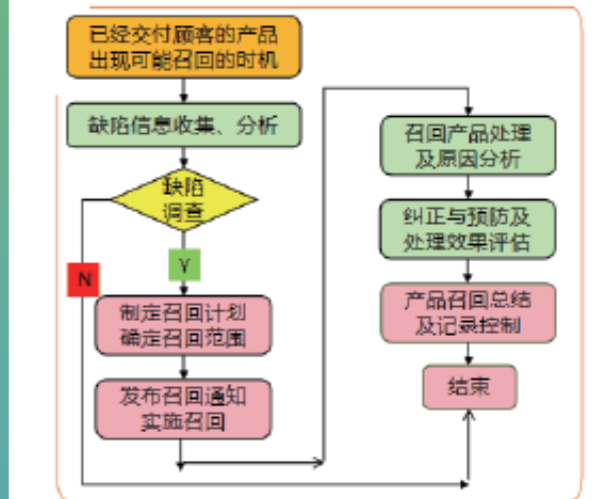 已经交付顾客的产品
出现可能召回的时机
缺陷信息收集、分析
缺陷
调查
Y
N
制定召回计划
确定召回范围
发布召回通知
实施召回
召回产品处理
及原因分析
纠正与预防及
处理效果评估
产品召回总结
及记录控制
结束